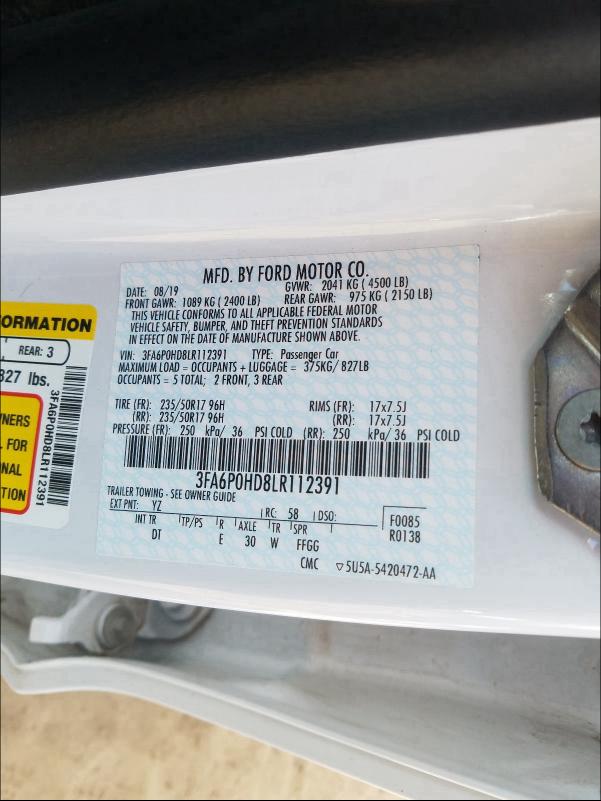 MFD. BY FORD MOTOR CO.
DATE: 08/19 GVWR: 2041 KG ( 4500 LB)
FRONT GAWR: 1089 KG ( 2400 LB) REAR GAWR: 975 KG ( 2150 LB)
THIS VEHICLE CONFORMS TO ALL APPLICABLE FEDERAL MOTOR
VEHICLE SAFETY, BUMPER, AND THEFT PREVENTION STANDARDS
IN EFFECT ON THE DATE OF MANUFACTURE SHOWN ABOVE.
VIN: 3FA6P0HD8LR112391 TYPE: Passenger Car
MAXIMUM LOAD = OCCUPANTS + LUGGAGE = 375KG/ 827LB
OCCUPANTS = 5 TOTAL; 2 FRONT, 3 REAR
TIRE (FR): 235/50R17 96H RIMS (FR): 17x7.5J
(RR): 235/50R17 96H (RR): 17x7.5J
PRESSURE (FR): 250 kPa/ 36 PSI COLD (RR): 250 kPa/ 36 PSI COLD
3FA6P0HD8LR112391
TRAILER TOWING - SEE OWNER GUIDE
EXT PNT: YZ RC: 58 DSO: F0085
INT TR TP/PS R AXLE TR SPR R0138
DT E 30 W FFGG
CMC ▽5U5A-5420472-AA
ORMATION
REAR: 3
827 lbs.
WNERS
L FOR
ONAL
TION
3FA6P0HD8LR112391